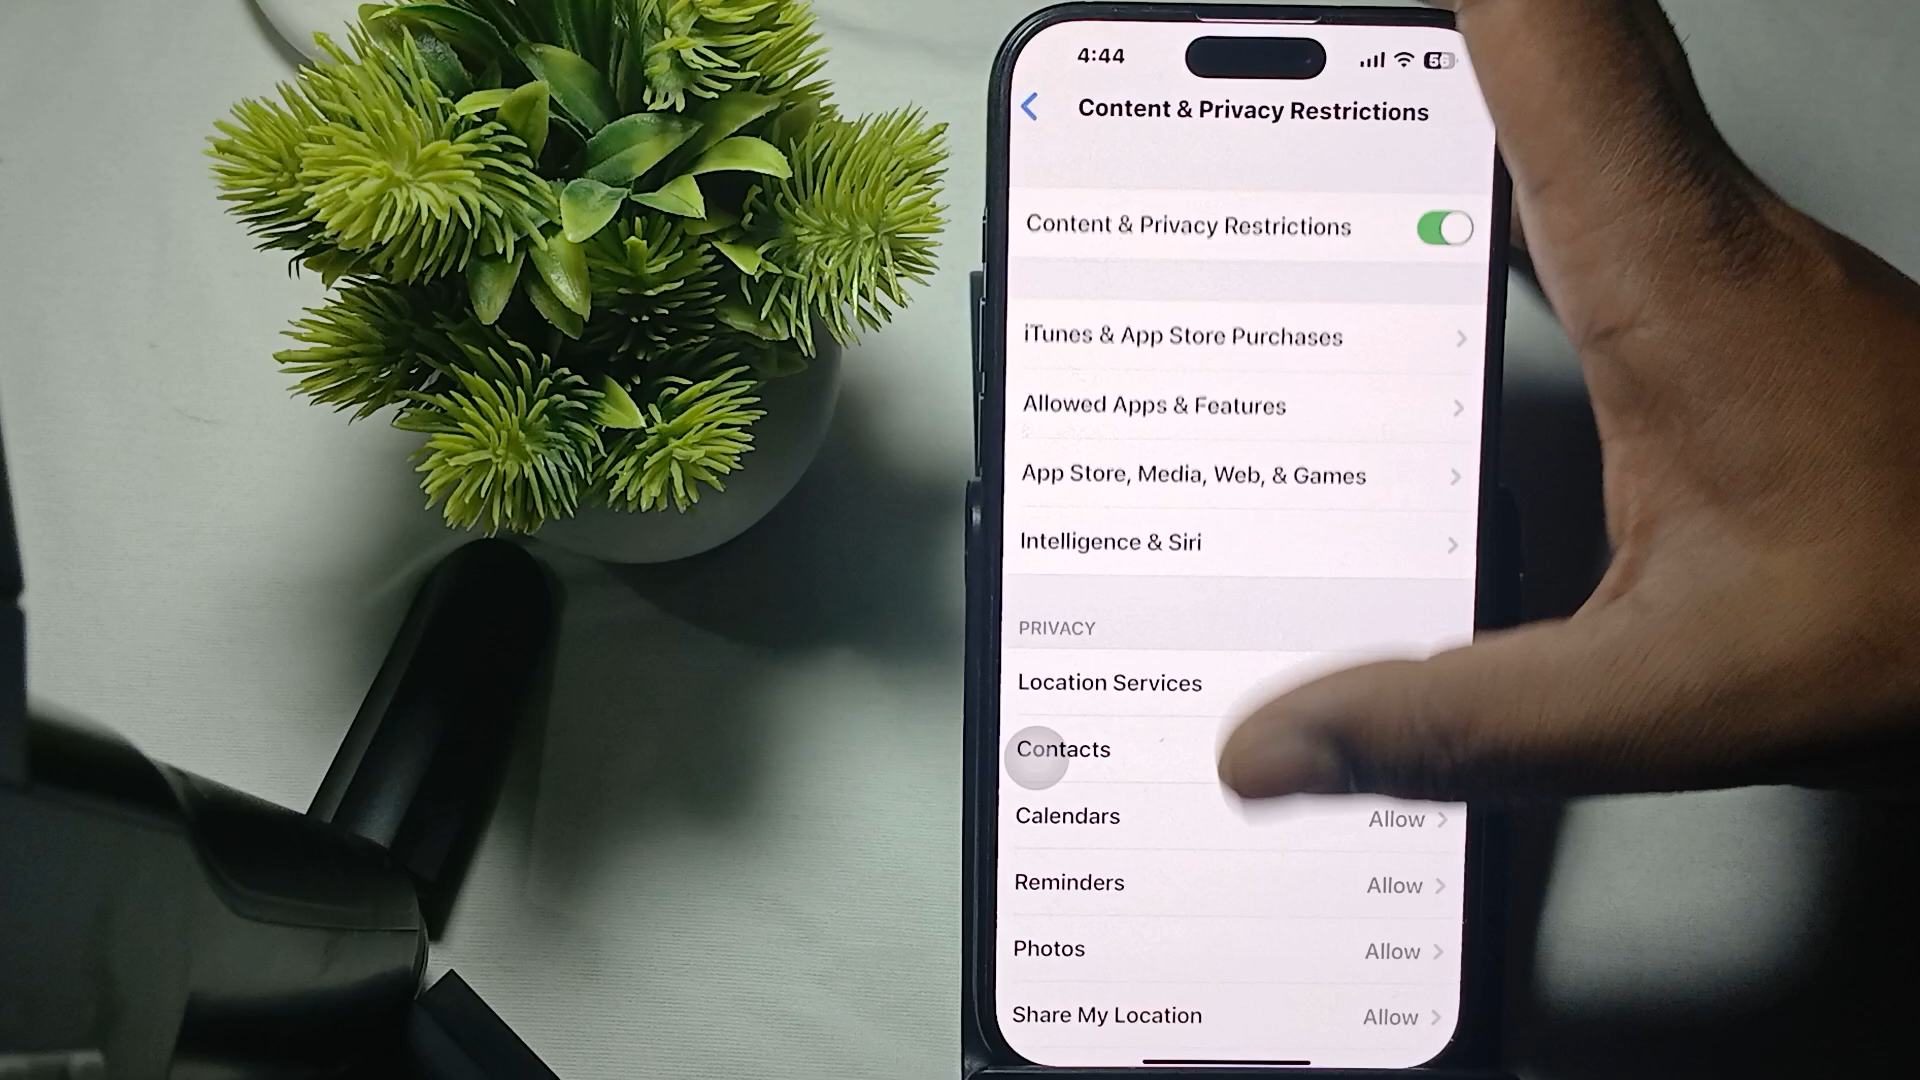 4:44
56
Content & Privacy Restrictions
Content & Privacy Restrictions
iTunes & App Store Purchases
Allowed Apps & Features
App Store, Media, Web, & Games
Intelligence & Siri
PRIVACY
Location Services
Contacts
Calendars Allow
Reminders Allow
Photos Allow
Share My Location Allow